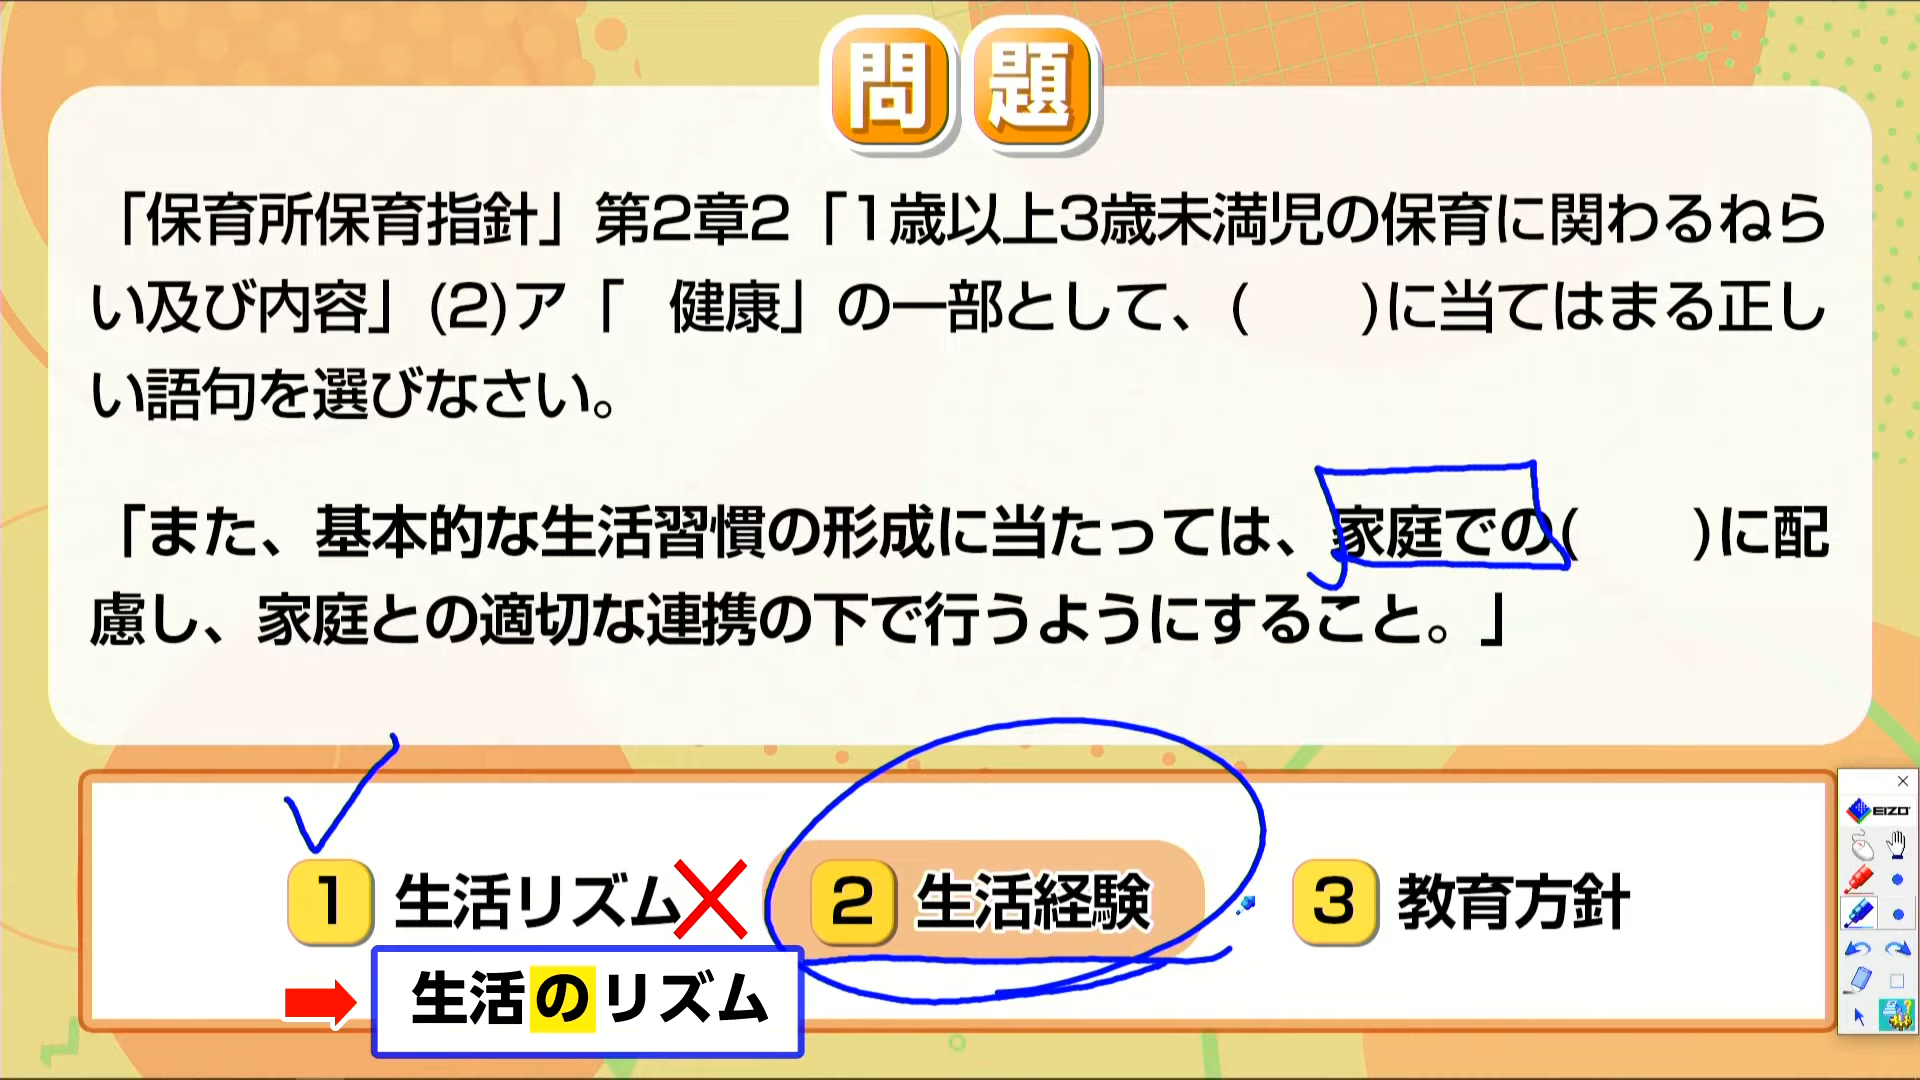 問題
「保育所保育指針」第2章2「1歳以上3歳未満児の保育に関わるねら
い及び内容」(2)ア「 健康」の一部として、( )に当てはまる正し
い語句を選びなさい。
「また、基本的な生活習慣の形成に当たっては、家庭での( )に配
慮し、家庭との適切な連携の下で行うようにすること。」
1 生活リズム
2 生活経験
3 教育方針
生活のリズム
EIZO